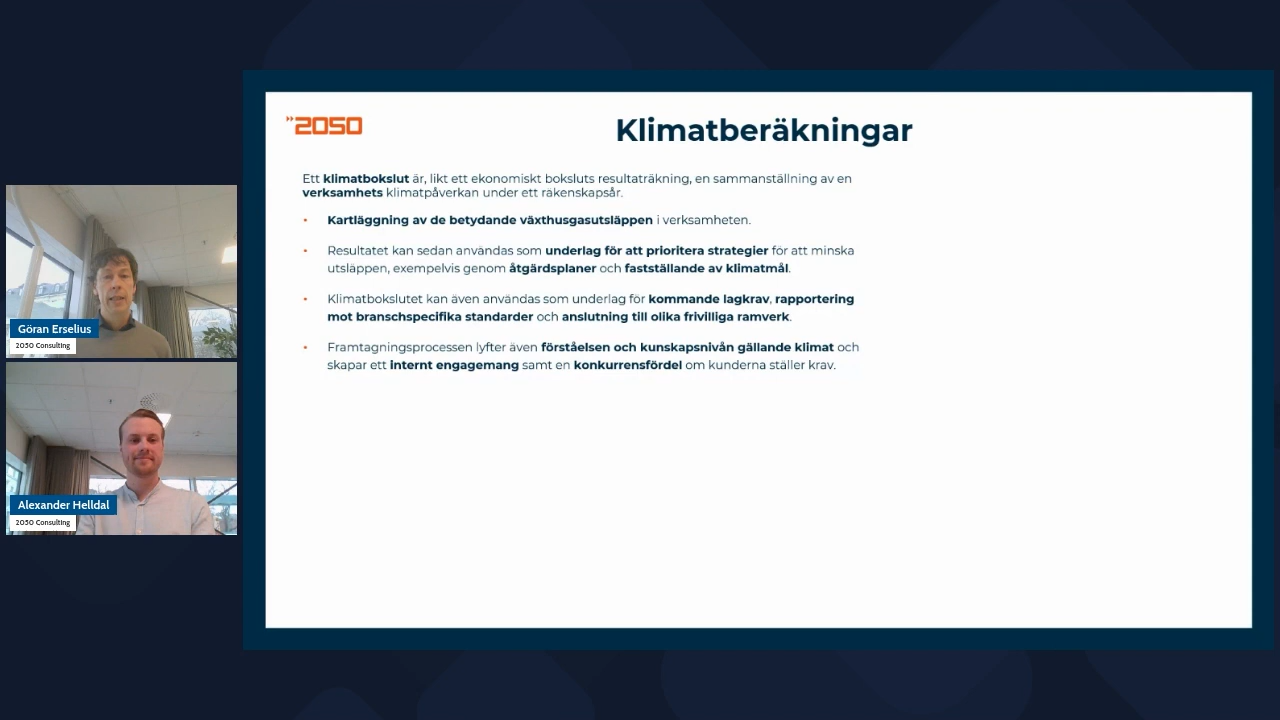 »2050
Klimatberäkningar
Ett klimatbokslut är, likt ett ekonomiskt boksluts resultaträkning, en sammanställning av en
verksamhets klimatpåverkan under ett räkenskapsår.
• Kartläggning av de betydande växthusgasutsläppen i verksamheten.
• Resultatet kan sedan användas som underlag för att prioritera strategier för att minska
utsläppen, exempelvis genom åtgärdsplaner och fastställande av klimatmål.
• Klimatbokslutet kan även användas som underlag för kommande lagkrav, rapportering
mot branschspecifika standarder och anslutning till olika frivilliga ramverk.
• Framtagningsprocessen lyfter även förståelsen och kunskapsnivån gällande klimat och
skapar ett internt engagemang samt en konkurrensfördel om kunderna ställer krav.
Göran Erselius
2050 Consulting
Alexander Helldal
2050 Consulting